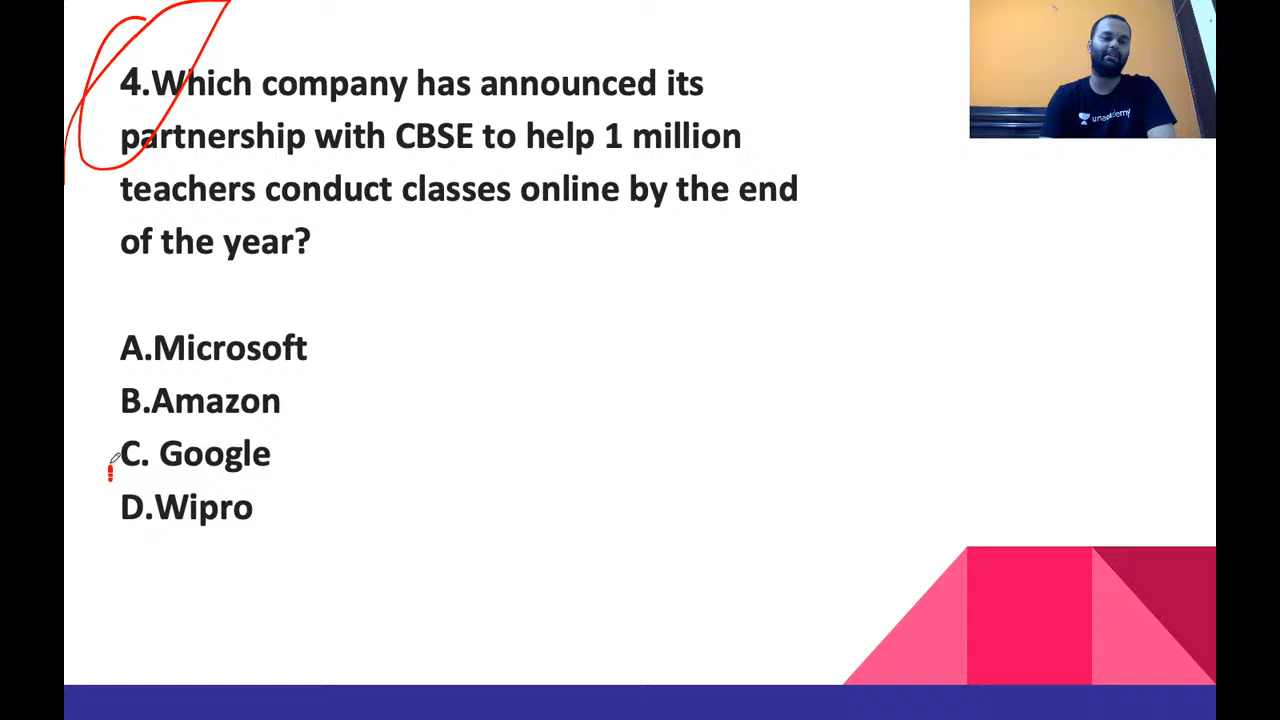 4.Which company has announced its
partnership with CBSE to help 1 million
teachers conduct classes online by the end
of the year?
A.Microsoft
B.Amazon
C. Google
D.Wipro
unacademy